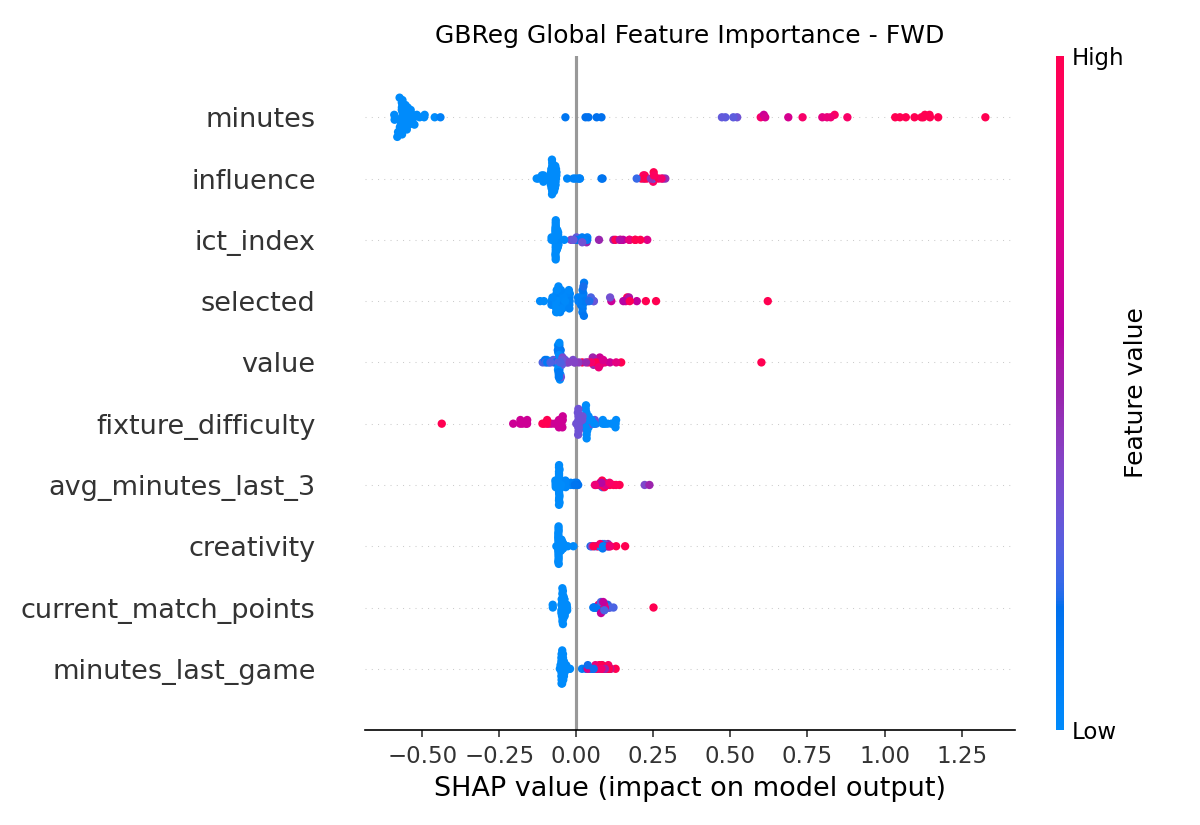 GBReg Global Feature Importance - FWD
High
minutes
influence
ict_index
selected
value
fixture_difficulty
avg_minutes_last_3
creativity
current_match_points
minutes_last_game
Feature value
Low
−0.50 −0.25 0.00 0.25 0.50 0.75 1.00 1.25
SHAP value (impact on model output)